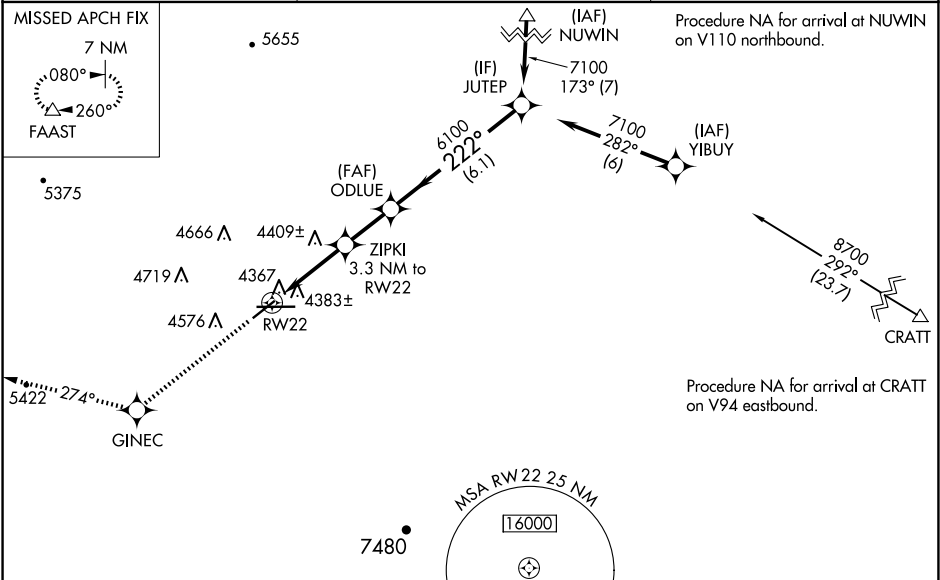 MISSED APCH FIX
7 NM
080°
260°
FAAST
5655
(IAF)
NUWIN
Procedure NA for arrival at NUWIN
on V110 northbound.
(IF)
JUTEP
7100
173° (7)
7100
282°
(6)
(IAF)
YIBUY
6100
222°
(6.1)
(FAF)
ODLUE
5375
4666
4409±
ZIPKI
3.3 NM to
RW22
4719
4367
4383±
4576
RW22
8700
292°
(23.7)
CRATT
5422
274°
GINEC
Procedure NA for arrival at CRATT
on V94 eastbound.
MSA RW22 25 NM
16000
7480